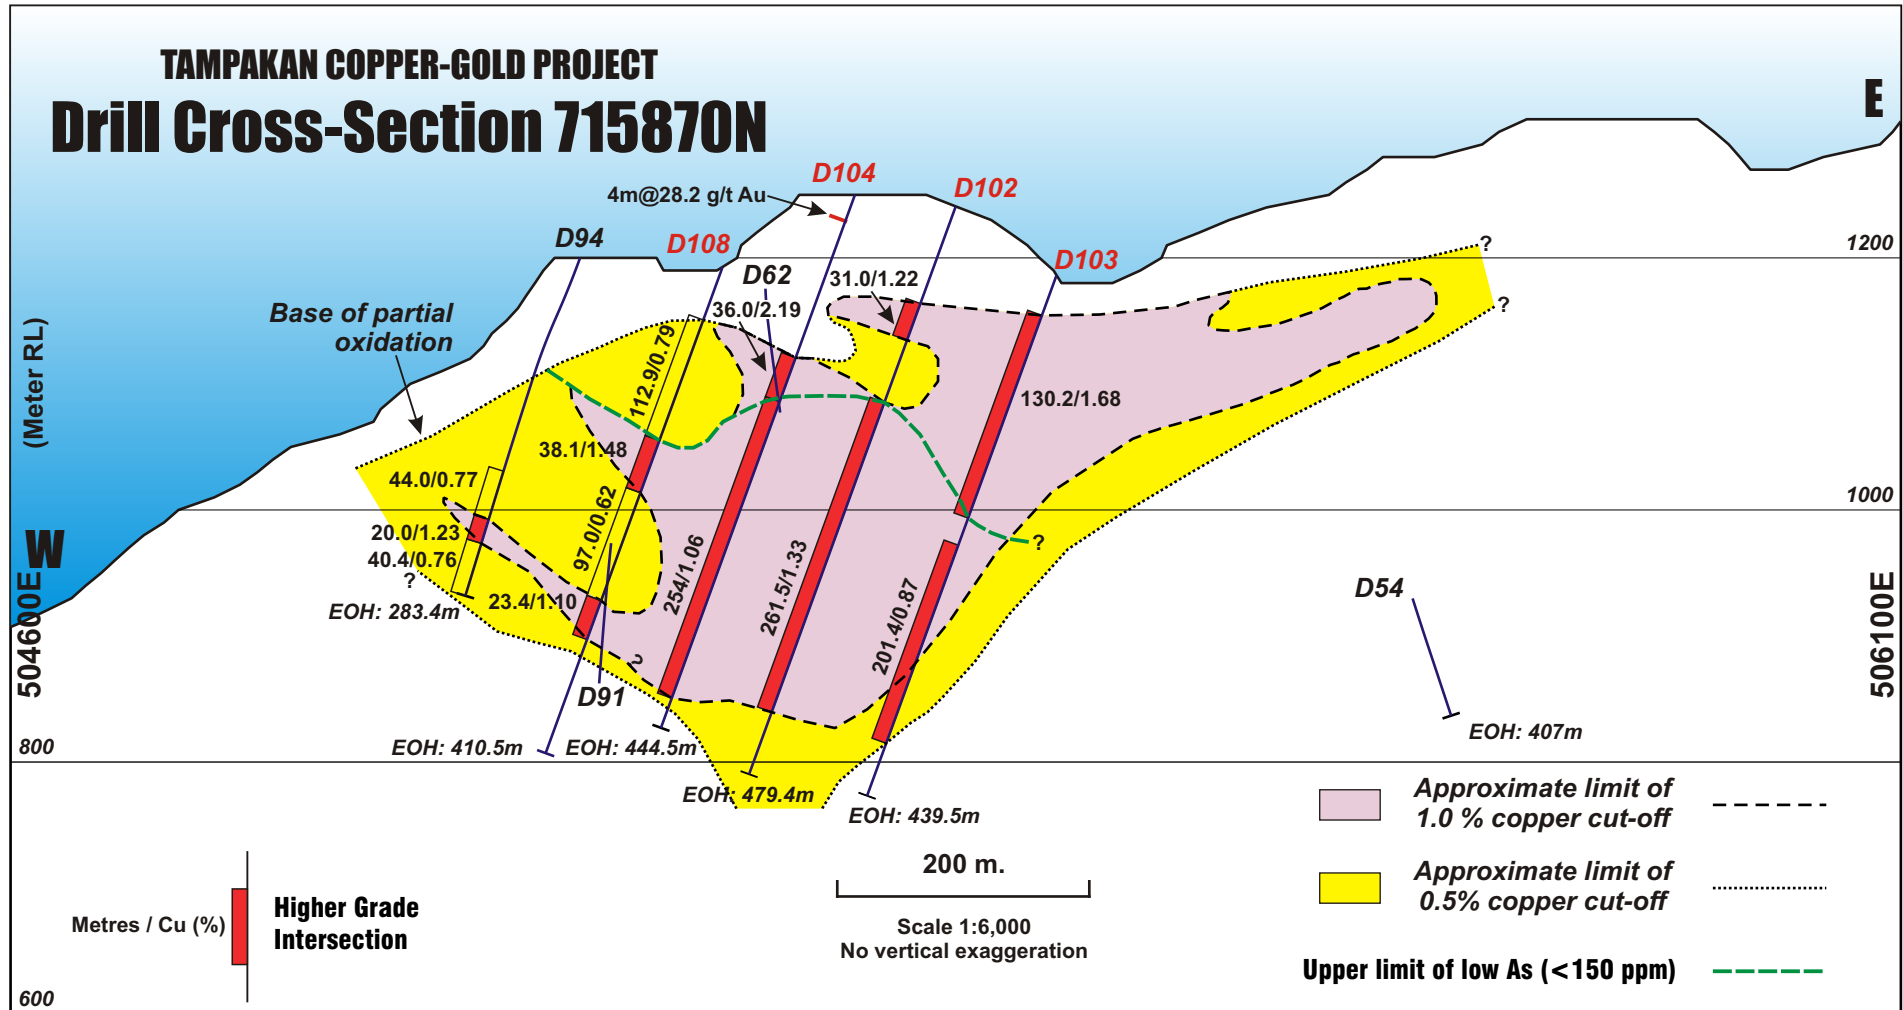 TAMPAKAN COPPER-GOLD PROJECT
Drill Cross-Section 715870N
E
D104
4m@28.2 g/t Au
D102
D94
D108
1200
D62
D103
31.0/1.22
36.0/2.19
?
?
Base of partial
oxidation
(Meter RL)
112.9/0.79
130.2/1.68
38.1/1.48
44.0/0.77
1000
20.0/1.23
97.0/0.62
W
40.4/0.76
?
?
254/1.06
261.5/1.33
201.4/0.87
EOH: 283.4m
23.4/1.10
D54
504600E
506100E
?
D91
EOH: 407m
800
EOH: 410.5m
EOH: 444.5m
EOH: 479.4m
EOH: 439.5m
Approximate limit of
1.0 % copper cut-off
200 m.
Approximate limit of
0.5% copper cut-off
Metres / Cu (%)
Higher Grade
Intersection
Scale 1:6,000
No vertical exaggeration
Upper limit of low As (<150 ppm)
600